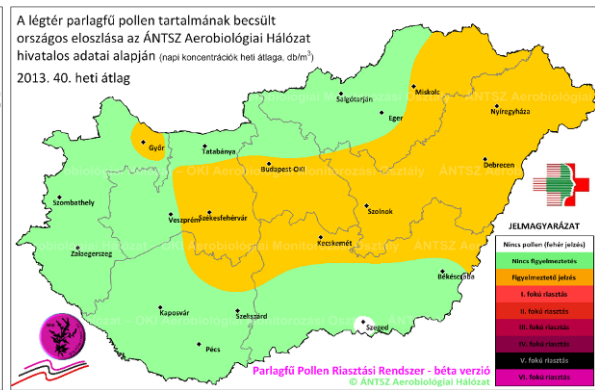 A légtér parlagfű pollen tartalmának becsült
országos eloszlása az ÁNTSZ Aerobiológiai Hálózat
hivatalos adatai alapján (napi koncentrációk heti átlaga, db/m³)
2013. 40. heti átlag
Salgótarján
Miskolc
Nyíregyháza
Eger
Győr
Tatabánya
Budapest-OKI
Debrecen
Szombathely
Veszprém
Székesfehérvár
Szolnok
Kecskemét
Zalaegerszeg
Békéscsaba
Kaposvár
Szekszárd
Szeged
Pécs
JELMAGYARÁZAT
Nincs pollen (fehér jelzés)
Nincs figyelmeztetés
Figyelmeztető jelzés
I. fokú riasztás
II. fokú riasztás
III. fokú riasztás
IV. fokú riasztás
V. fokú riasztás
VI. fokú riasztás
Parlagfű Pollen Riasztási Rendszer - béta verzió
© ÁNTSZ Aerobiológiai Hálózat